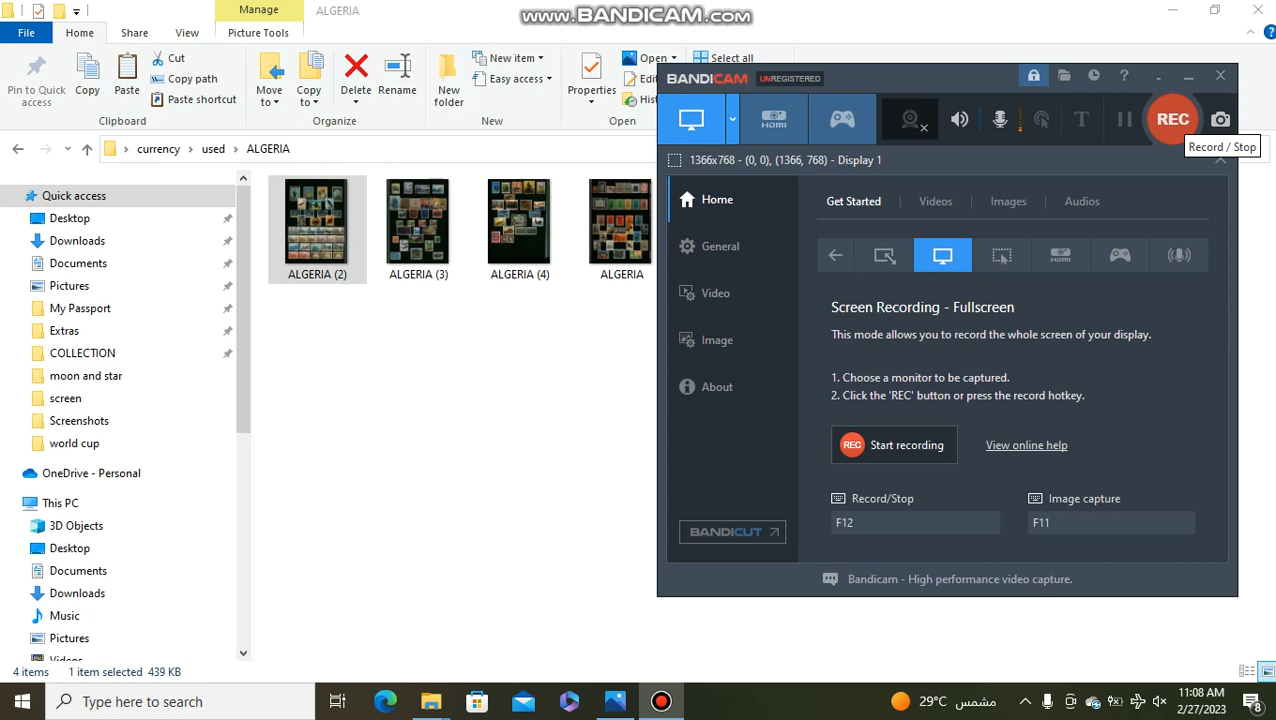 Manage
ALGERIA
www.BANDICAM.com
File
Home
Share
View
Picture Tools
Pin to Quick access
Copy
Paste
Cut
Copy path
Paste shortcut
Clipboard
Move to
Copy to
Delete
Rename
Organize
New folder
New item
Easy access
New
Properties
Open
Edit
Hist
Open
Select all
currency
used
ALGERIA
Quick access
Desktop
Downloads
Documents
Pictures
My Passport
Extras
COLLECTION
moon and star
screen
Screenshots
world cup
OneDrive - Personal
This PC
3D Objects
Desktop
Documents
Downloads
Music
Pictures
ALGERIA (2)
ALGERIA (3)
ALGERIA (4)
ALGERIA
4 items
1 item selected 439 KB
BANDICAM
UNREGISTERED
HDMI
T
REC
Record / Stop
1366x768 - (0, 0), (1366, 768) - Display 1
Home
General
Video
Image
About
BANDICUT
Get Started
Videos
Images
Audios
HDMI
Screen Recording - Fullscreen
This mode allows you to record the whole screen of your display.
1. Choose a monitor to be captured.
2. Click the 'REC' button or press the record hotkey.
REC
Start recording
View online help
Record/Stop
Image capture
F12
F11
Bandicam - High performance video capture.
Type here to search
29°C مشمس
11:08 AM
2/27/2023
8